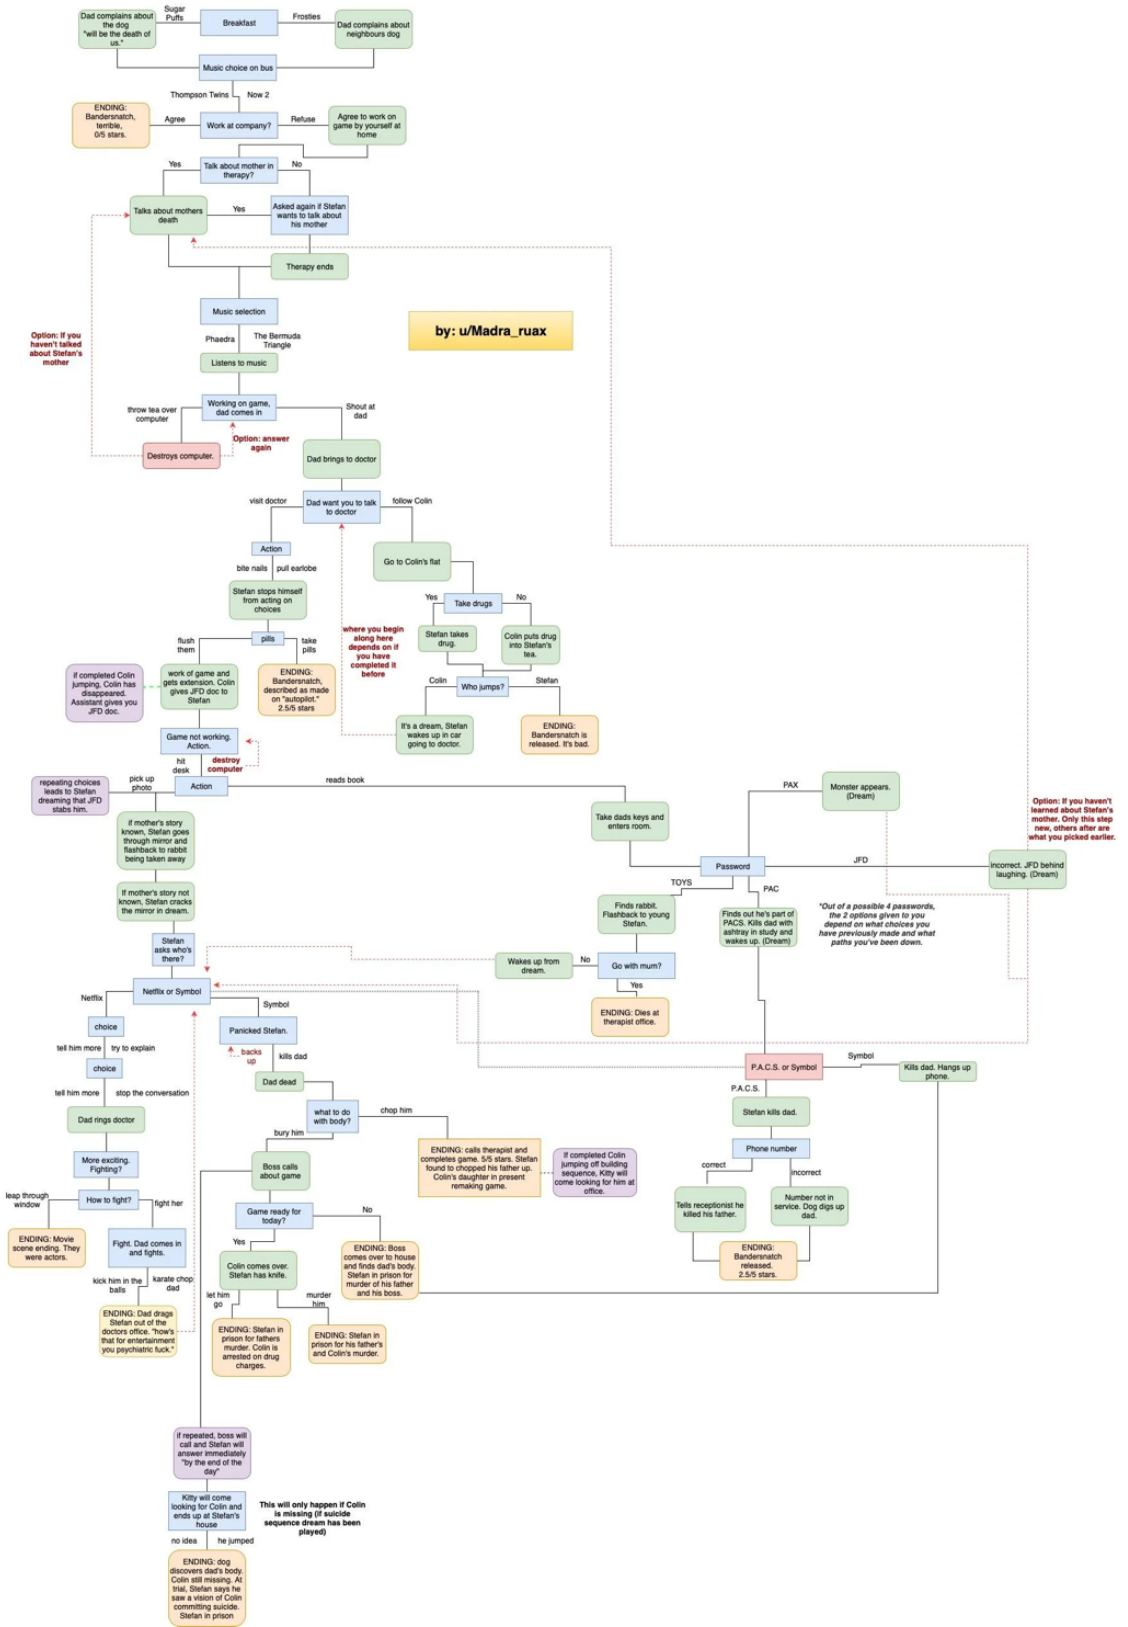 Dad complains about
the dog
"will be the death of
us."
Sugar
Puffs
Breakfast
Frosties
Dad complains about
neighbours dog
Music choice on bus
Thompson Twins
Now 2
ENDING:
Bandersnatch,
terrible,
0/5 stars.
Agree
Work at company?
Refuse
Agree to work on
game by yourself at
home
Yes
Talk about mother in
therapy?
No
Talks about mothers
death
Yes
Asked again if Stefan
wants to talk about
his mother
Therapy ends
Music selection
by: u/Madra_ruax
Option: If you
haven't talked
about Stefan's
mother
Phaedra
The Bermuda
Triangle
Listens to music
throw tea over
computer
Working on game,
dad comes in
Shout at
dad
Option: answer
again
Destroys computer.
Dad brings to doctor
visit doctor
Dad want you to talk
to doctor
follow Colin
Action
Go to Colin's flat
bite nails
pull earlobe
Stefan stops himself
from acting on
choices
Yes
Take drugs
No
where you begin
along here
depends on if
you have
completed it
before
Stefan takes
drug.
Colin puts drug
into Stefan's
tea.
flush
them
pills
take
pills
if completed Colin
jumping, Colin has
disappeared.
Assistant gives you
JFD doc.
work of game and
gets extension. Colin
gives JFD doc to
Stefan
ENDING:
Bandersnatch,
described as made
on "autopilot."
2.5/5 stars
Colin
Who jumps?
Stefan
It's a dream, Stefan
wakes up in car
going to doctor.
ENDING:
Bandersnatch is
released. It's bad.
Game not working.
Action.
hit
desk
destroy
computer
repeating choices
leads to Stefan
dreaming that JFD
stabs him.
pick up
photo
Action
reads book
PAX
Monster appears.
(Dream)
Option: If you haven't
learned about Stefan's
mother. Only this step
new, others after are
what you picked earlier.
Take dads keys and
enters room.
if mother's story
known, Stefan goes
through mirror and
flashback to rabbit
being taken away
Password
JFD
incorrect. JFD behind
laughing. (Dream)
TOYS
PAC
If mother's story not
known, Stefan cracks
the mirror in dream.
Finds rabbit.
Flashback to young
Stefan.
Finds out he's part of
PACS. Kills dad with
ashtray in study and
wakes up. (Dream)
*Out of a possible 4 passwords,
the 2 options given to you
depend on what choices you
have previously made and what
paths you've been down.
Stefan
asks who's
there?
Wakes up from
dream.
No
Go with mum?
Yes
ENDING: Dies at
therapist office.
Netflix
Netflix or Symbol
Symbol
choice
Panicked Stefan.
tell him more
try to explain
backs
up
kills dad
choice
Dad dead
P.A.C.S. or Symbol
Symbol
Kills dad. Hangs up
phone.
tell him more
stop the conversation
P.A.C.S.
Dad rings doctor
what to do
with body?
chop him
Stefan kills dad.
bury him
Phone number
More exciting.
Fighting?
Boss calls
about game
ENDING: calls therapist and
completes game. 5/5 stars. Stefan
found to chopped his father up.
Colin's daughter in present
remaking game.
If completed Colin
jumping off building
sequence, Kitty will
come looking for him at
office.
correct
incorrect
leap through
window
How to fight?
fight her
Game ready for
today?
No
Tells receptionist he
killed his father.
Number not in
service. Dog digs up
dad.
ENDING: Movie
scene ending. They
were actors.
Fight. Dad comes in
and fights.
Yes
Colin comes over.
Stefan has knife.
ENDING: Boss
comes over to house
and finds dad's body.
Stefan in prison for
murder of his father
and his boss.
ENDING:
Bandersnatch
released.
2.5/5 stars.
kick him in the
balls
karate chop
dad
let him
go
murder
him
ENDING: Dad drags
Stefan out of the
doctors office. "how's
that for entertainment
you psychiatric fuck."
ENDING: Stefan in
prison for fathers
murder. Colin is
arrested on drug
charges.
ENDING: Stefan in
prison for his father's
and Colin's murder.
if repeated, boss will
call and Stefan will
answer immediately
"by the end of the
day"
Kitty will come
looking for Colin and
ends up at Stefan's
house
This will only happen if Colin
is missing (if suicide
sequence dream has been
played)
no idea
he jumped
ENDING: dog
discovers dad's body.
Colin still missing. At
trial, Stefan says he
saw a vision of Colin
committing suicide.
Stefan in prison